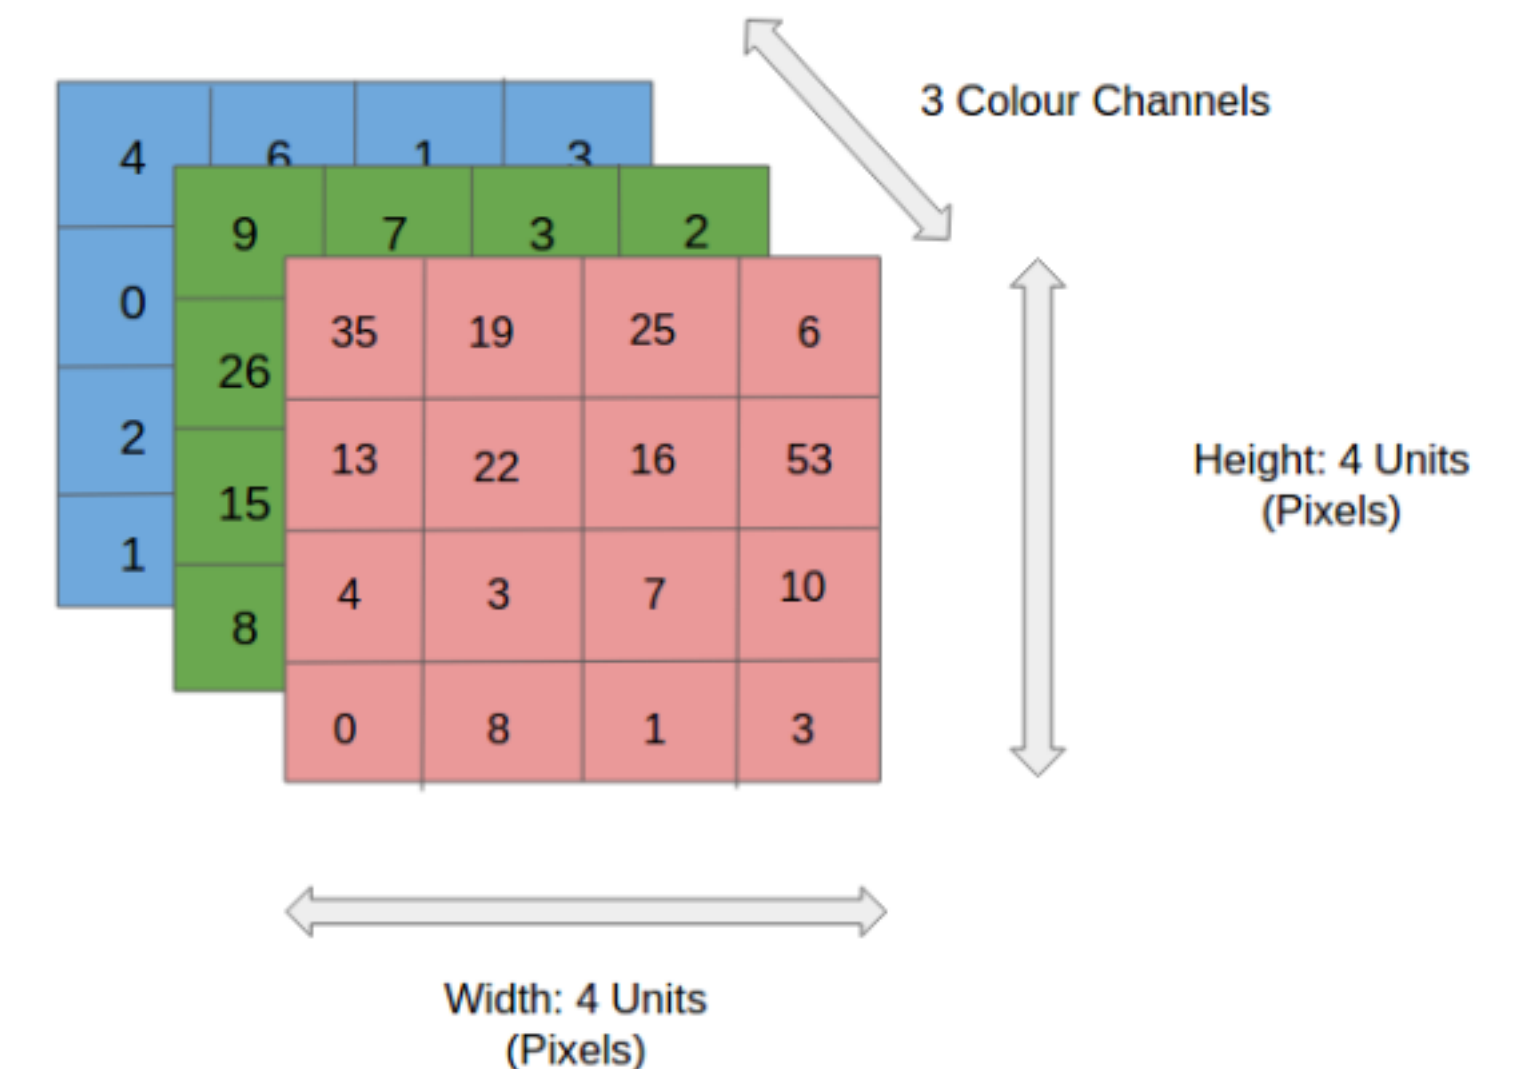 3 Colour Channels
4 6 1 3
9 7 3 2
0
35 19 25 6
26
13 22 16 53
2
15
4 3 7 10
1
8
0 8 1 3
Height: 4 Units
(Pixels)
Width: 4 Units
(Pixels)